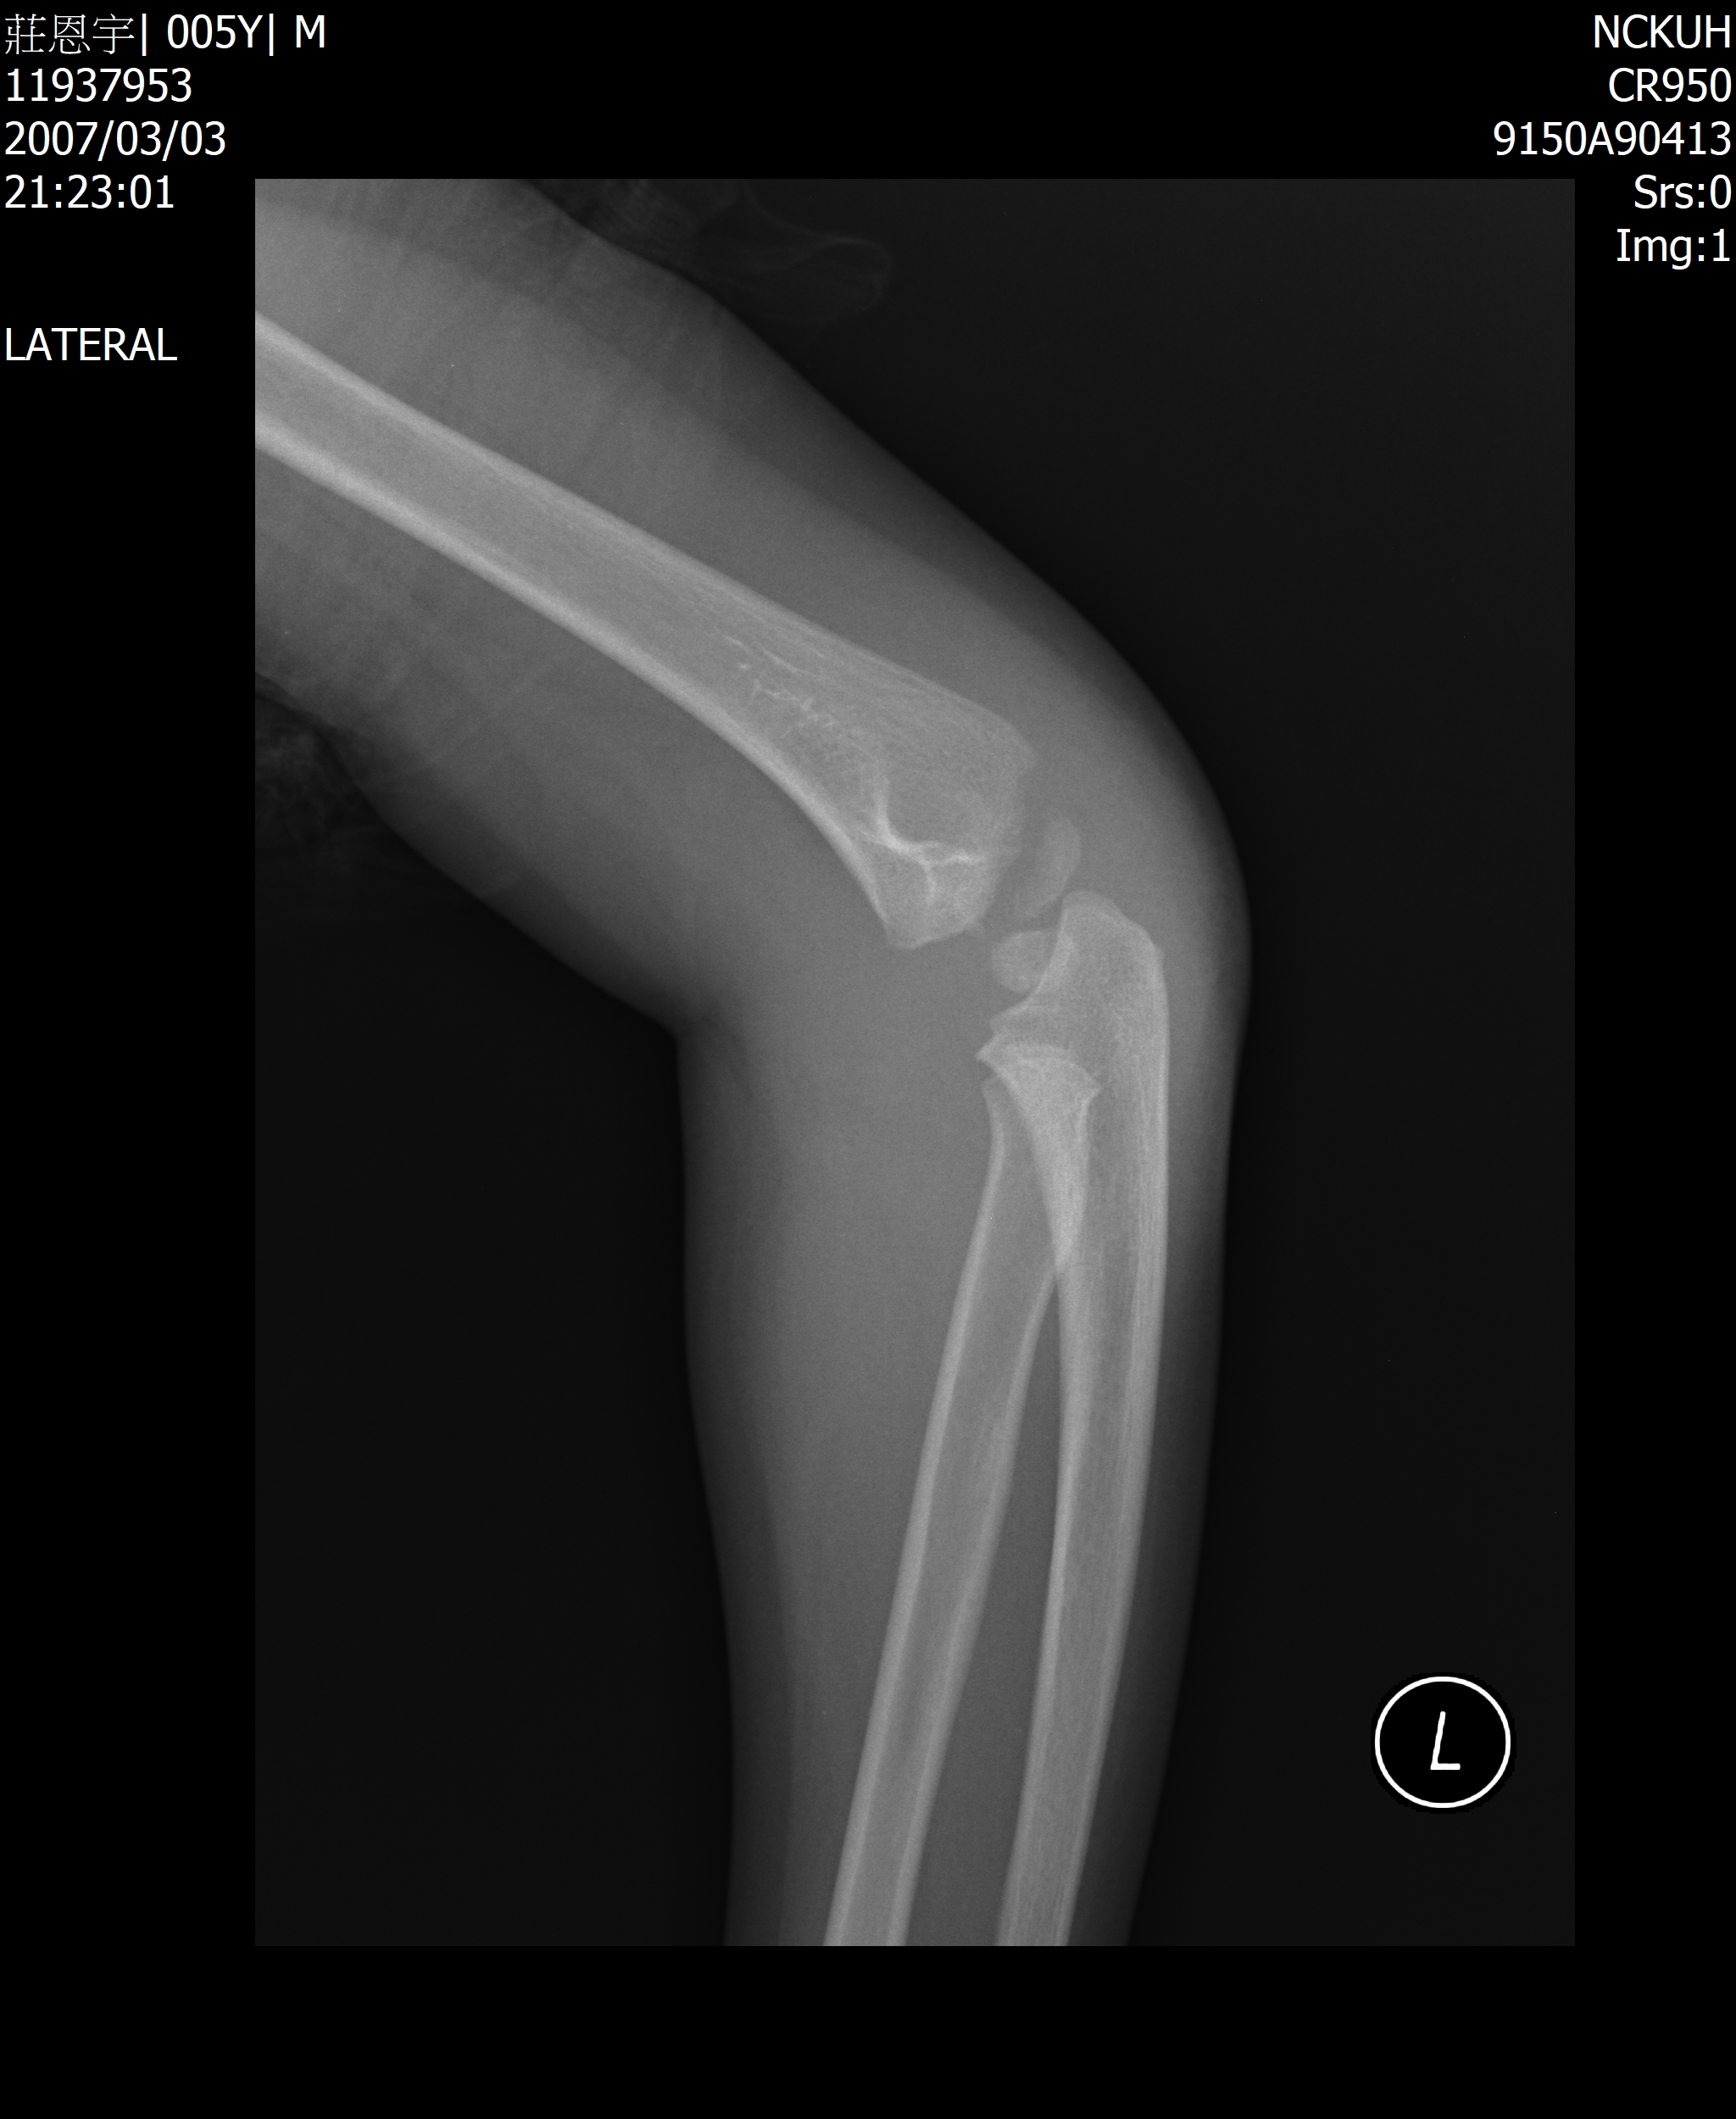 莊恩宇| 005Y| M
11937953
2007/03/03
21:23:01
LATERAL
NCKUH
CR950
9150A90413
Srs:0
Img:1
L